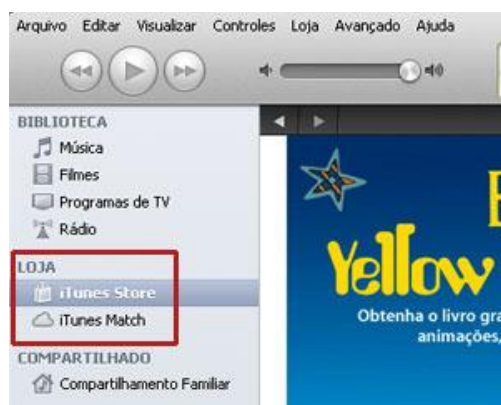 Arquivo Editar Visualizar Controles Loja Avançado Ajuda
BIBLIOTECA
Música
Filmes
Programas de TV
Rádio
LOJA
iTunes Store
iTunes Match
COMPARTILHADO
Compartilhamento Familiar
Yellow
Obtenha o livro gra
animações,